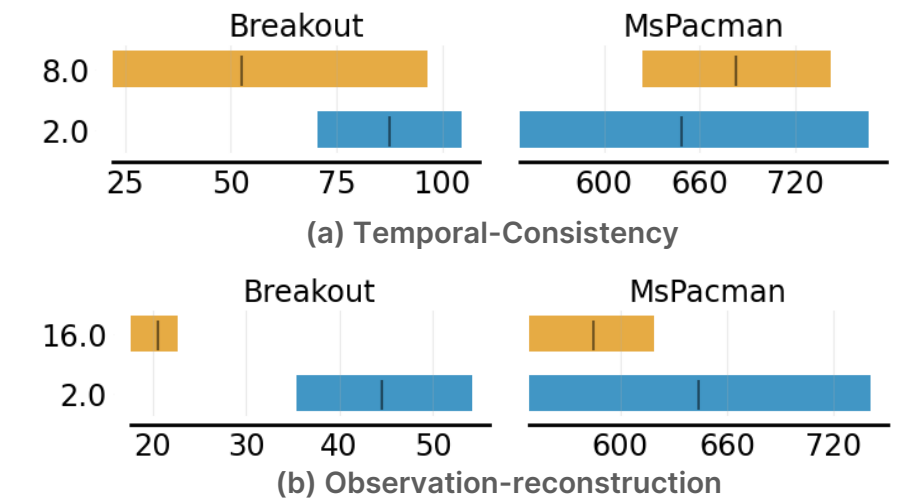 Breakout MsPacman
8.0
2.0
25 50 75 100 600 660 720
(a) Temporal-Consistency
Breakout MsPacman
16.0
2.0
20 30 40 50 600 660 720
(b) Observation-reconstruction